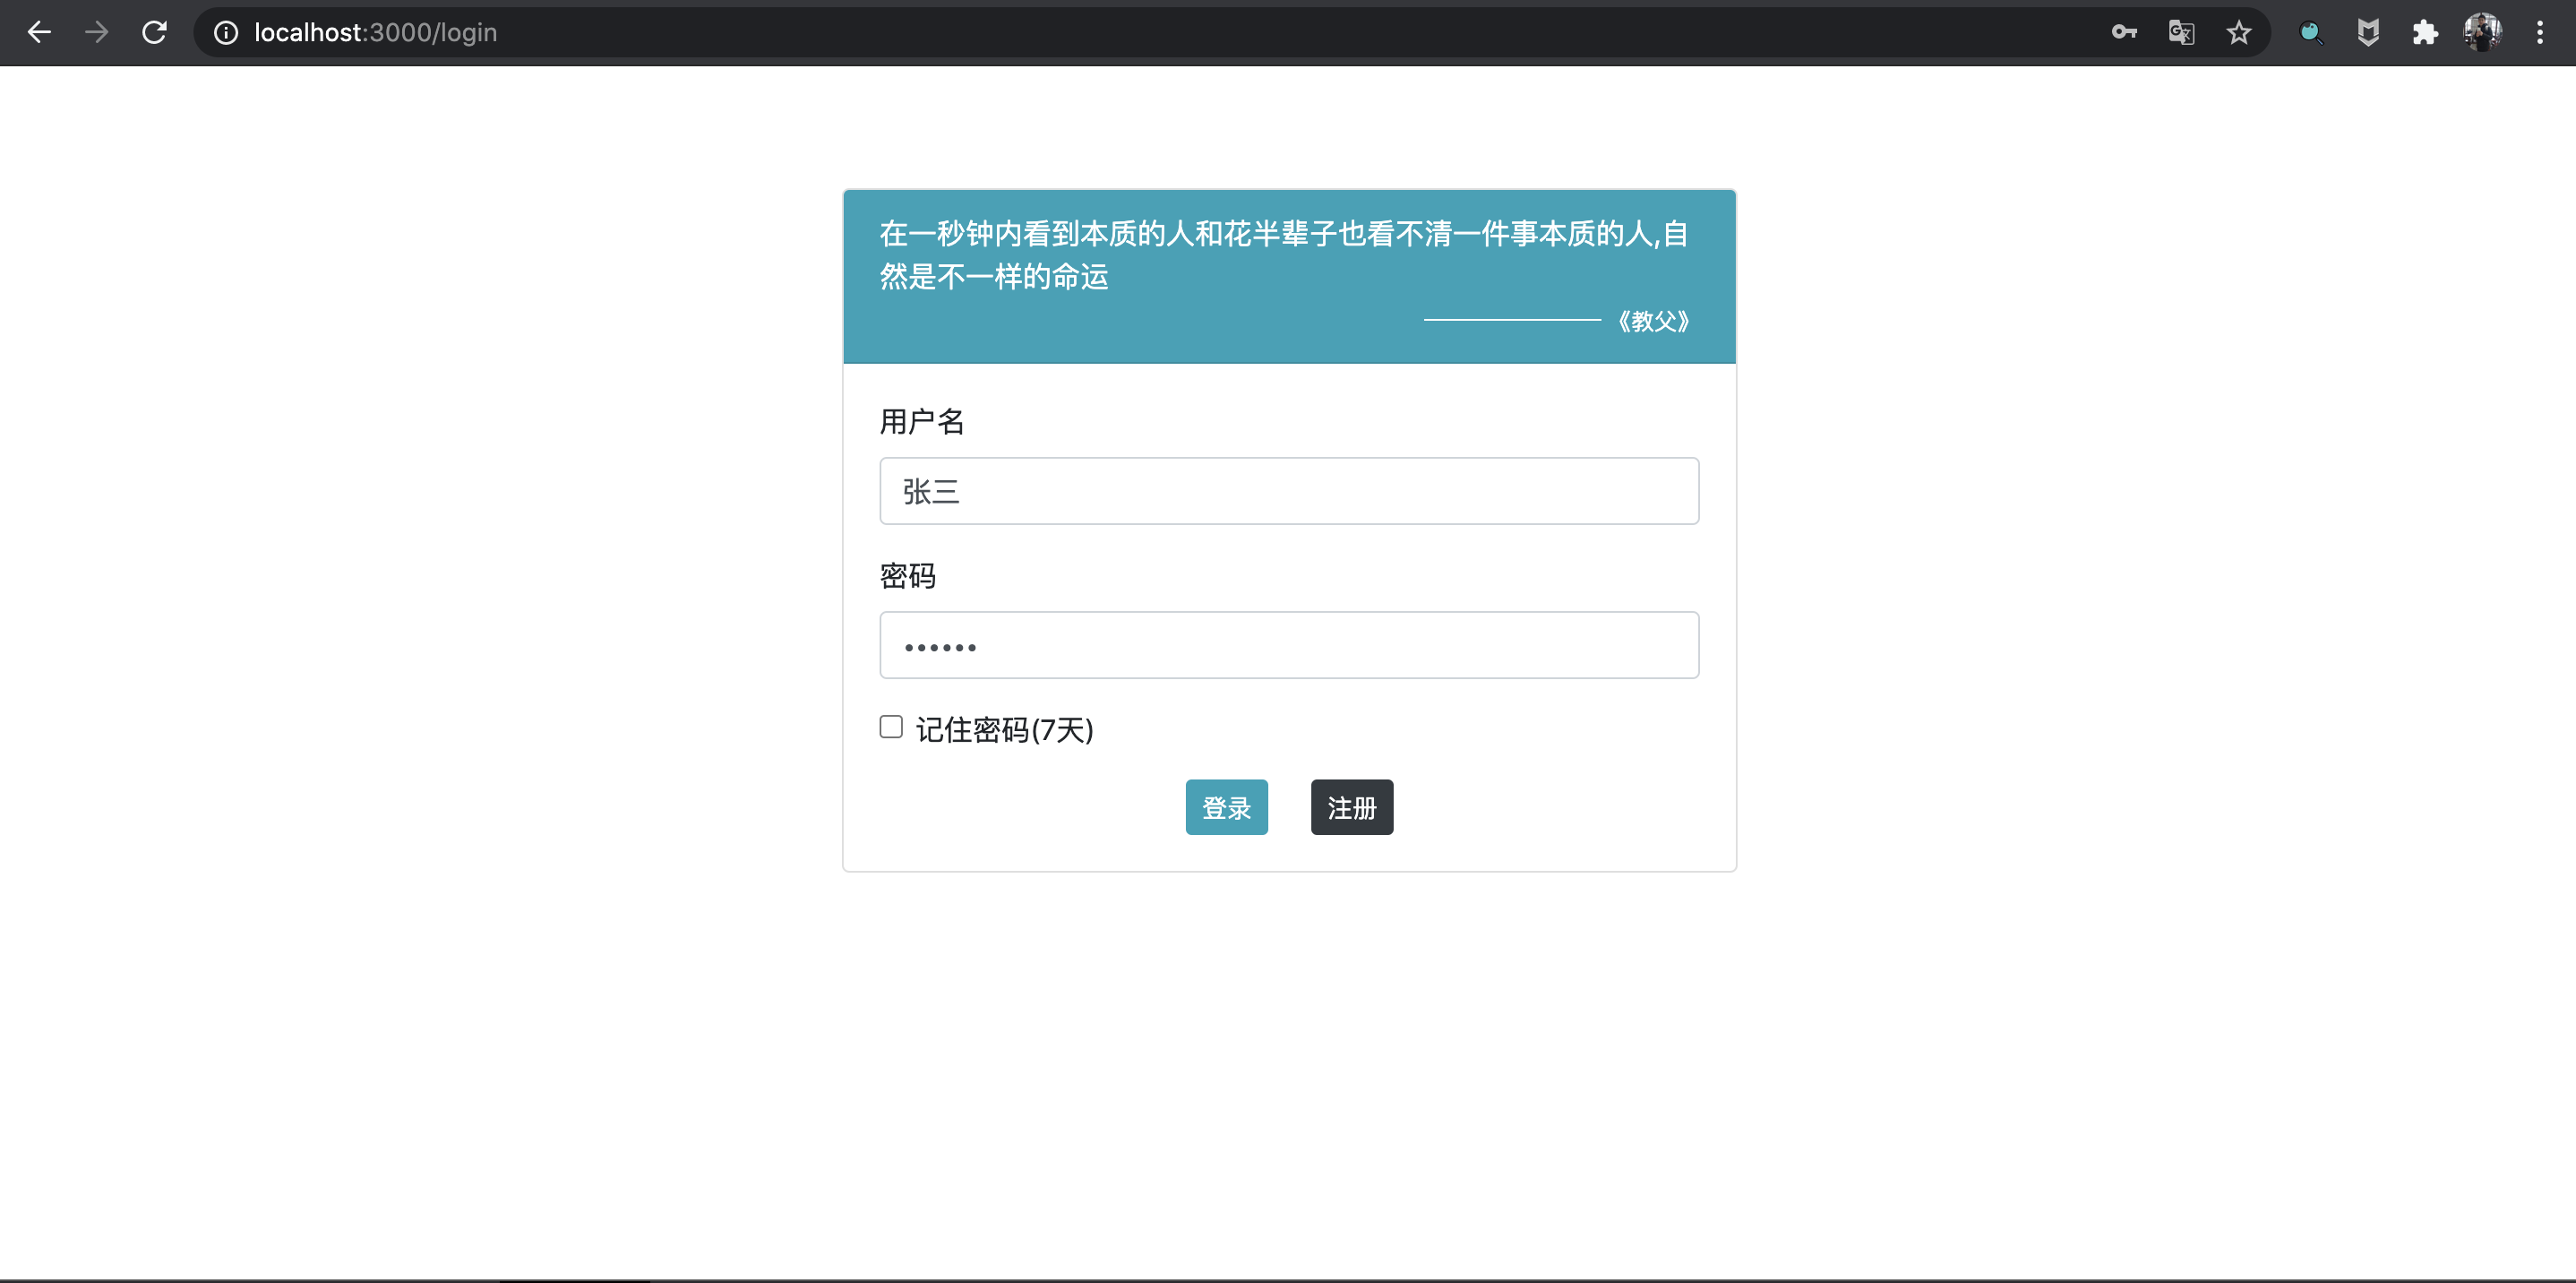 localhost:3000/login
在一秒钟内看到本质的人和花半辈子也看不清一件事本质的人,自
然是不一样的命运
《教父》
用户名
张三
密码
••••••
记住密码(7天)
登录
注册